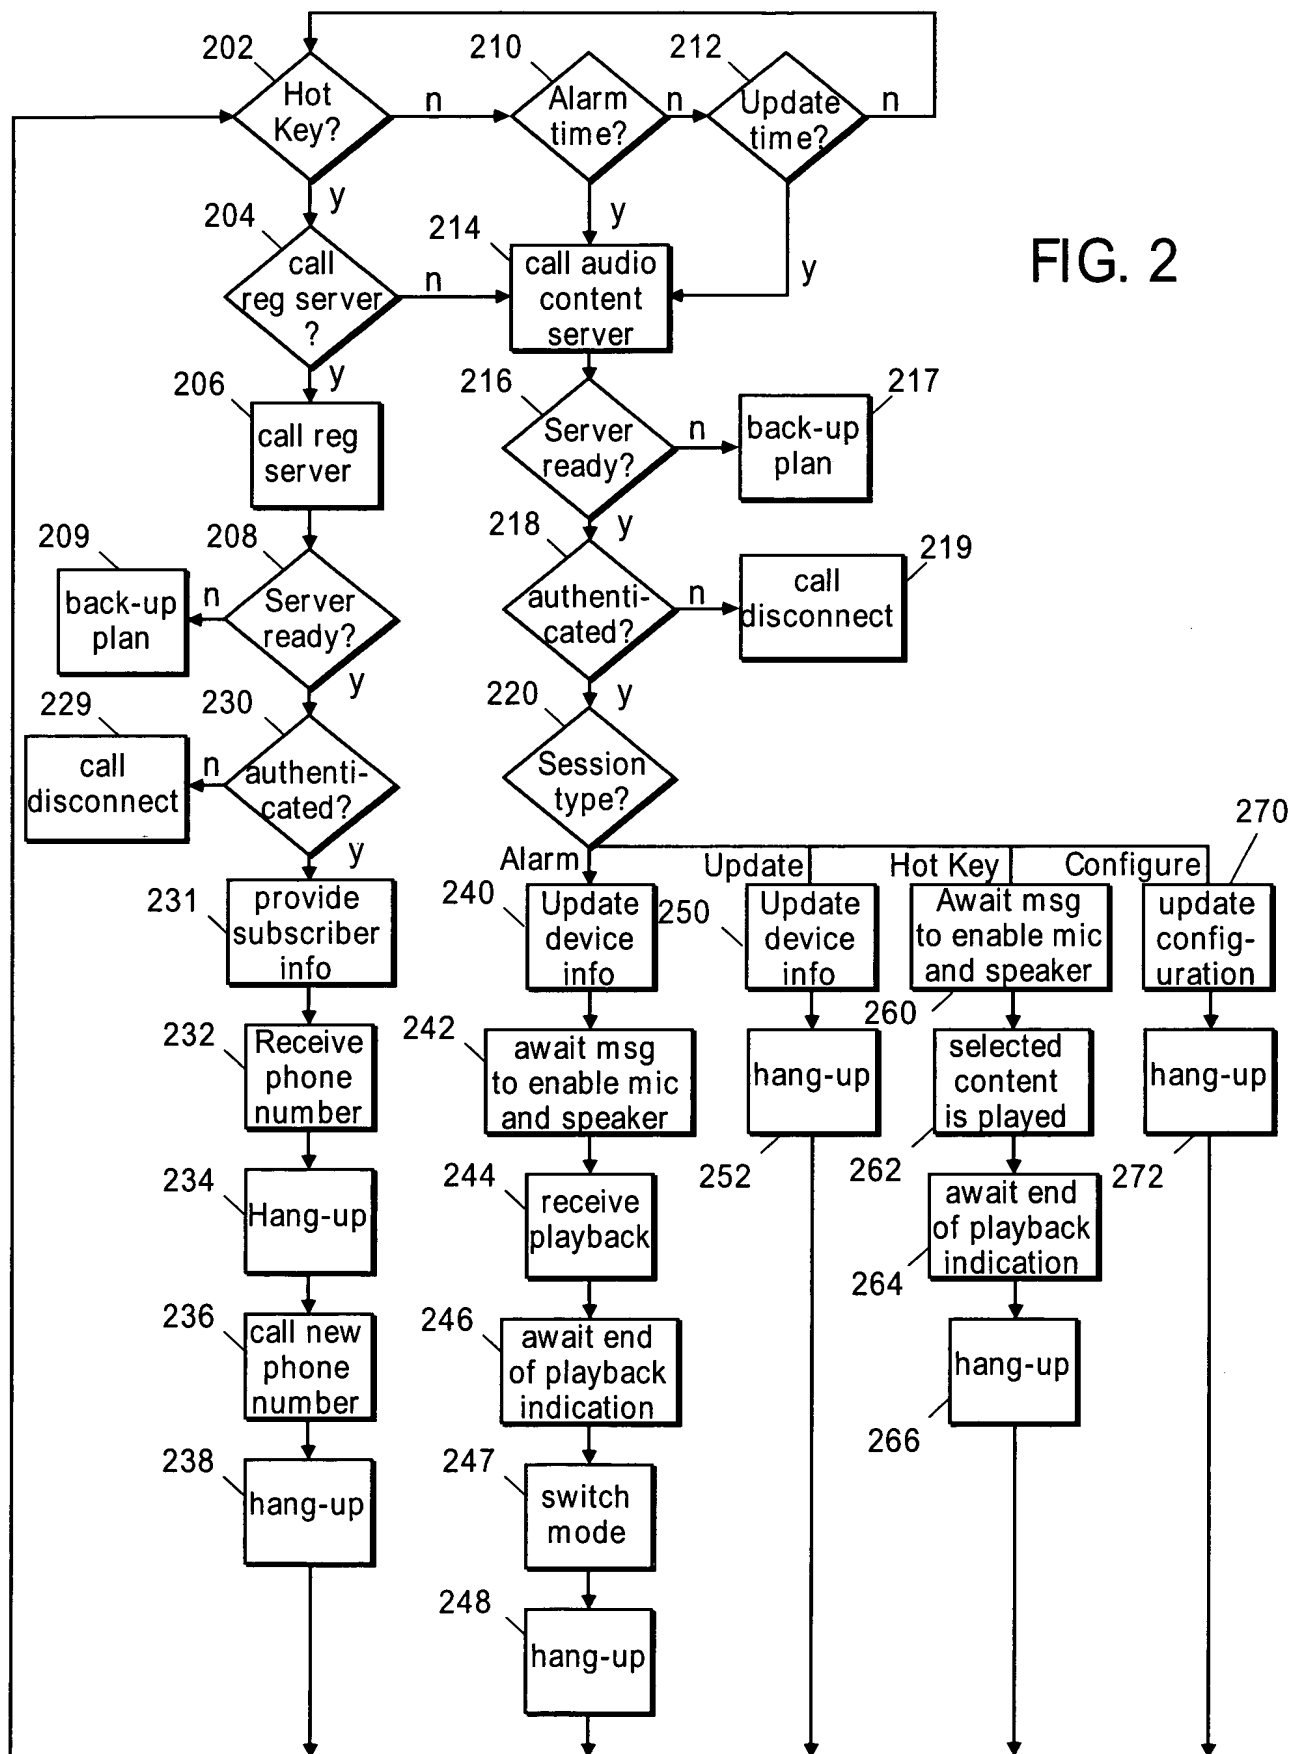 202
Hot
Key?
n
210
Alarm
time?
n
212
Update
time?
n
y
204
call
reg server
?
n
y
214
call audio
content
server
y
FIG. 2
y
206
call reg
server
216
Server
ready?
n
217
back-up
plan
y
209
back-up
plan
n
208
Server
ready?
y
218
authenti-
cated?
n
219
call
disconnect
y
229
call
disconnect
n
230
authenti-
cated?
y
220
Session
type?
Alarm
Update
Hot Key
Configure
270
231
provide
subscriber
info
240
Update
device
info
250
Update
device
info
Await msg
to enable mic
and speaker
260
update
config-
uration
232
Receive
phone
number
242
await msg
to enable mic
and speaker
hang-up
252
selected
content
is played
262
hang-up
272
234
Hang-up
244
receive
playback
await end
of playback
indication
264
236
call new
phone
number
246
await end
of playback
indication
hang-up
266
238
hang-up
247
switch
mode
248
hang-up